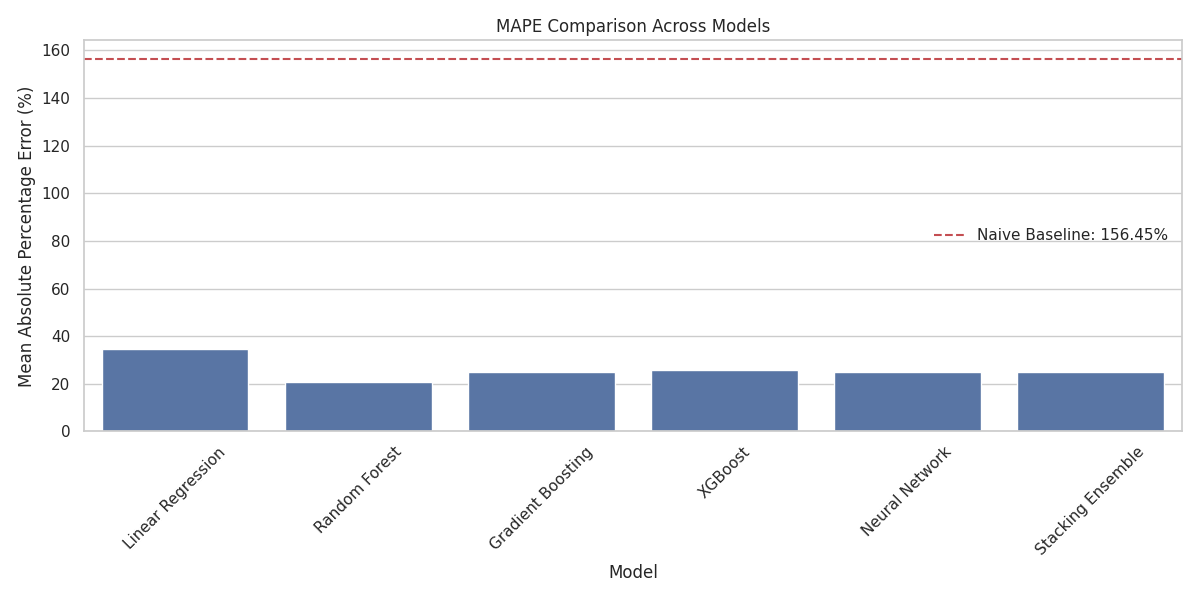 MAPE Comparison Across Models
Mean Absolute Percentage Error (%)
160
140
120
100
80
60
40
20
0
Naive Baseline: 156.45%
Linear Regression
Random Forest
Gradient Boosting
XGBoost
Neural Network
Stacking Ensemble
Model